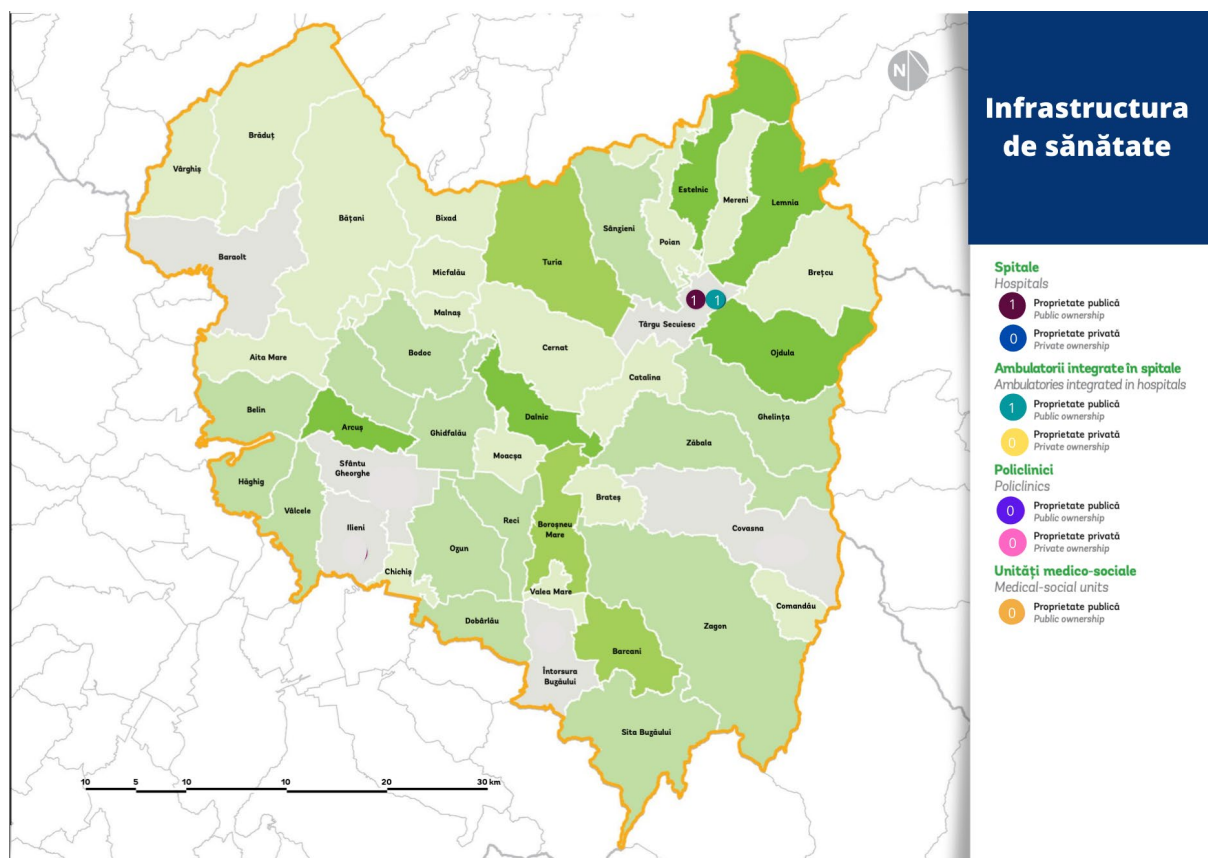 Infrastructura
de sănătate
N
Brăduț
Vârghiș
Estelnic
Mereni
Lemnia
Bățani
Bixad
Sânzieni
Poian
Baraolt
Turia
Brețcu
Micfalău
Malnaș
1 1
Târgu Secuiesc
Cernat
Ojdula
Aita Mare
Bodoc
Catalina
Belin
Dalnic
Ghelința
Arcuș
Ghidfalău
Zăbala
Moacșa
Sfântu
Gheorghe
Hăghig
Brateș
Vâlcele
Reci
Boroșneu
Mare
Covasna
Ilieni
Ozun
Chichiș
Valea Mare
Comandău
Dobârlău
Zagon
Barcani
Întorsura
Buzăului
Sita Buzăului
10 5 10 10 20 30 km
Spitale
Hospitals
1 Proprietate publică
Public ownership
0 Proprietate privată
Private ownership
Ambulatorii integrate în spitale
Ambulatories integrated in hospitals
1 Proprietate publică
Public ownership
0 Proprietate privată
Private ownership
Policlinici
Policlinics
0 Proprietate publică
Public ownership
0 Proprietate privată
Private ownership
Unități medico-sociale
Medical-social units
0 Proprietate publică
Public ownership